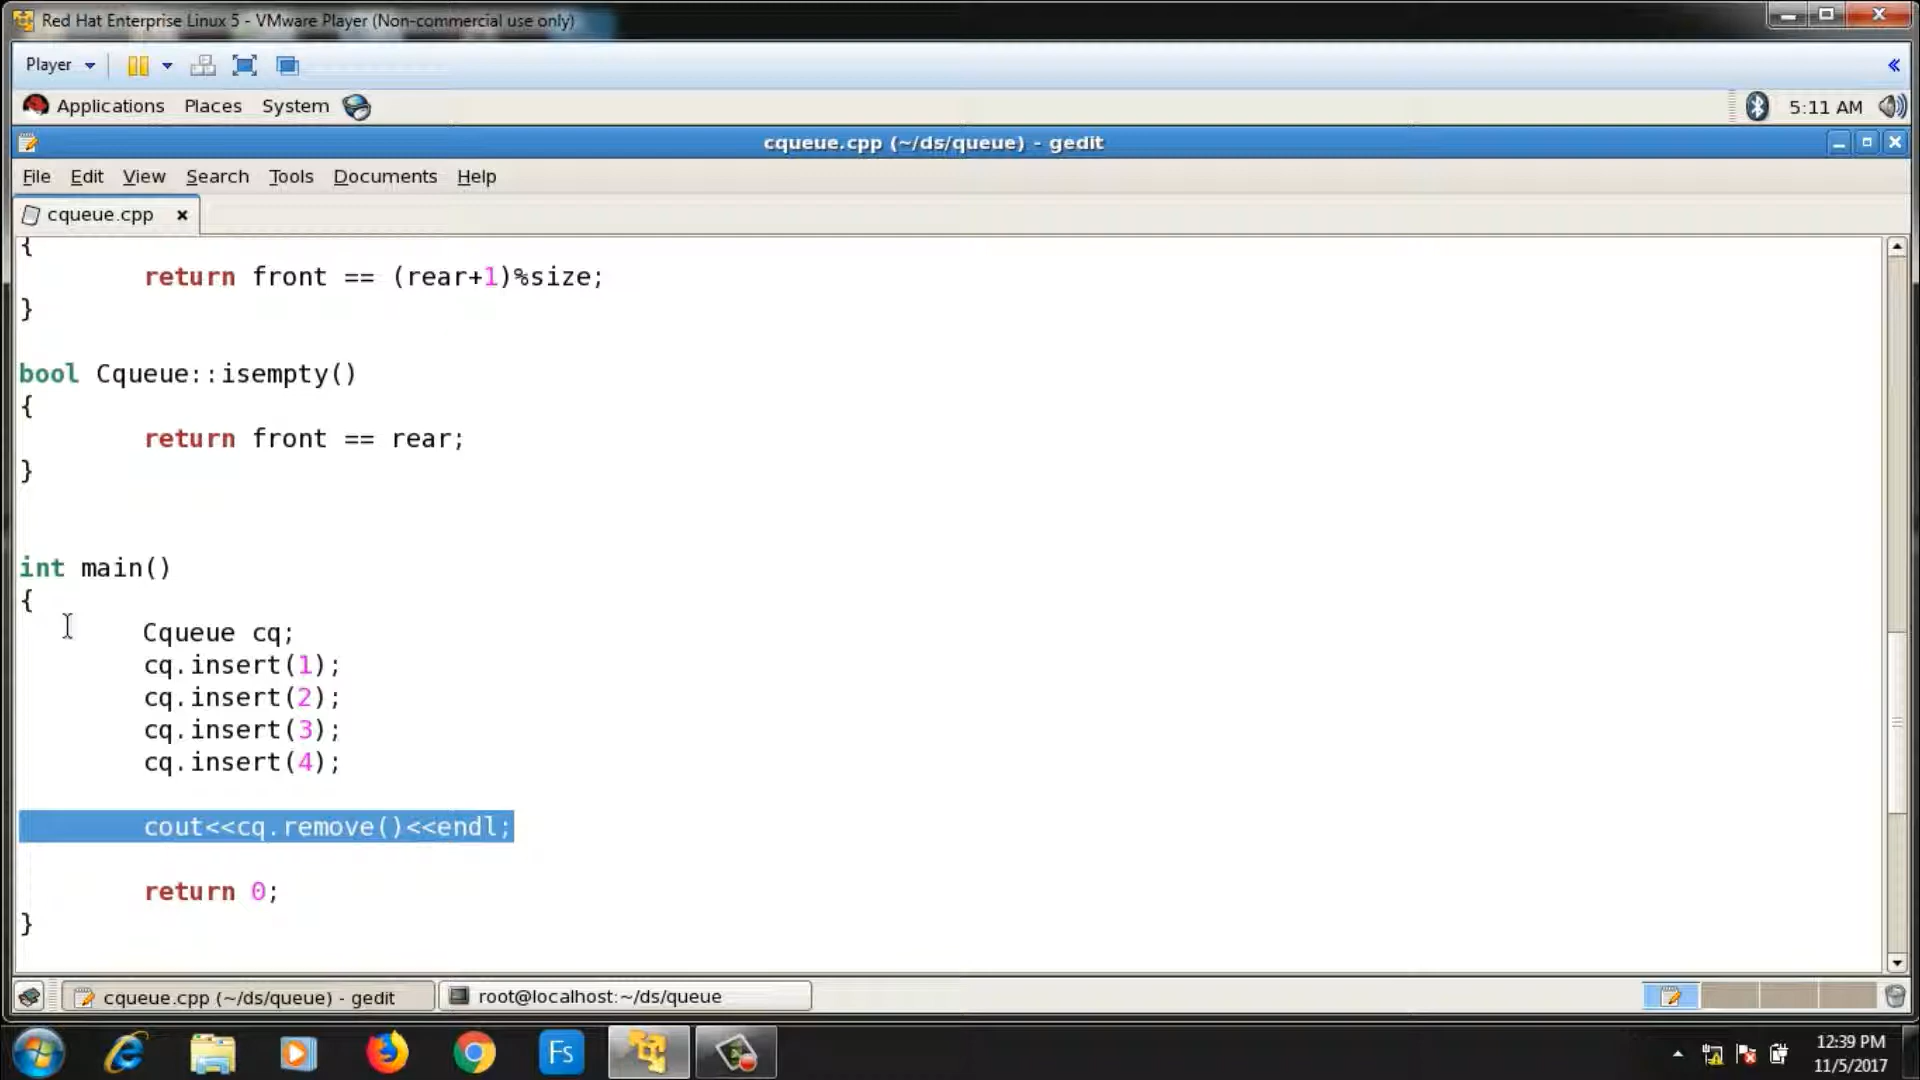 Red Hat Enterprise Linux 5 - VMware Player (Non-commercial use only)
Player
Applications Places System 5:11 AM
cqueue.cpp (~/ds/queue) - gedit
File Edit View Search Tools Documents Help
cqueue.cpp
{
return front == (rear+1)%size;
}
bool Cqueue::isempty()
{
return front == rear;
}
int main()
{
Cqueue cq;
cq.insert(1);
cq.insert(2);
cq.insert(3);
cq.insert(4);
cout<<cq.remove()<<endl;
return 0;
}
cqueue.cpp (~/ds/queue) - gedit root@localhost:~/ds/queue
Fs
12:39 PM
11/5/2017